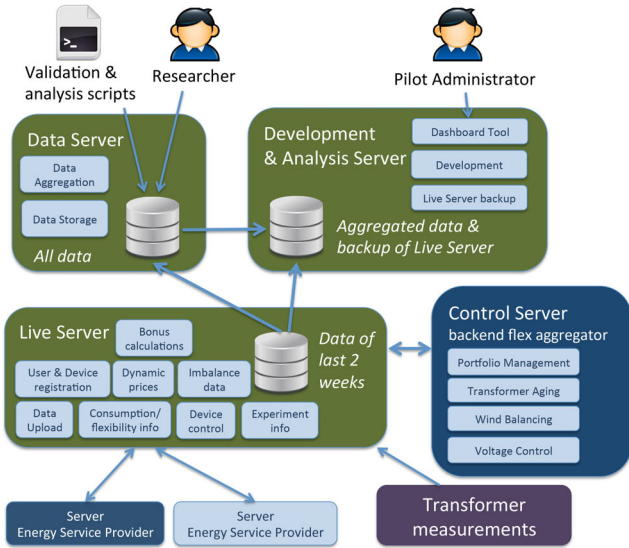 >_
Validation &
analysis scripts
Researcher
Pilot Administrator
Data Server
Data
Aggregation
Data Storage
All data
Development
& Analysis Server
Dashboard Tool
Development
Live Server backup
Aggregated data &
backup of Live Server
Live Server
Bonus
calculations
User & Device
registration
Dynamic
prices
Imbalance
data
Data
Upload
Consumption/
flexibility info
Device
control
Experiment
info
Data of
last 2
weeks
Control Server
backend flex aggregator
Portfolio Management
Transformer Aging
Wind Balancing
Voltage Control
Server
Energy Service Provider
Server
Energy Service Provider
Transformer
measurements